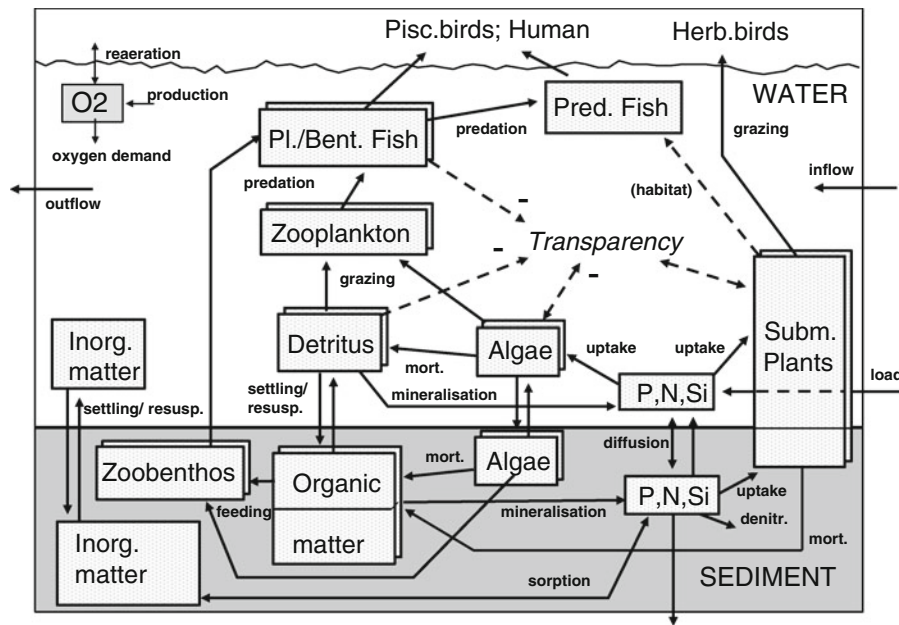 Pisc.birds; Human
Herb.birds
reaeration
WATER
O2
production
Pred. Fish
oxygen demand
Pl./Bent. Fish
predation
grazing
predation
(habitat)
inflow
outflow
-
Zooplankton
-
Transparency
grazing
-
Inorg.
matter
Detritus
Algae
Subm.
Plants
mort.
uptake
uptake
settling/
resusp.
mineralisation
P,N,Si
load
settling/ resusp.
diffusion
Zoobenthos
mort.
Algae
Organic
matter
feeding
mineralisation
P,N,Si
uptake
denitr.
Inorg.
matter
mort.
sorption
SEDIMENT